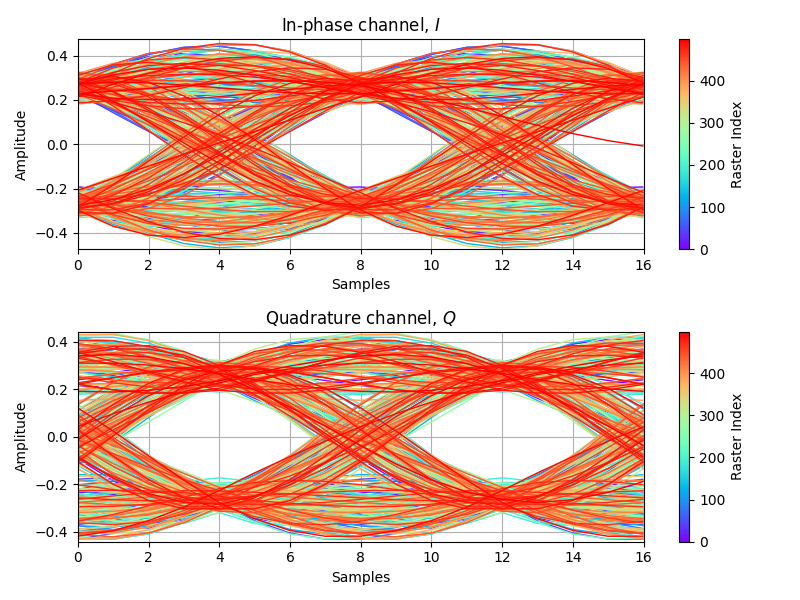 In-phase channel, I
Amplitude
0.4
0.2
0.0
−0.2
−0.4
0 2 4 6 8 10 12 14 16
Samples
400
300
200
100
0
Raster Index
Quadrature channel, Q
Amplitude
0.4
0.2
0.0
−0.2
−0.4
0 2 4 6 8 10 12 14 16
Samples
400
300
200
100
0
Raster Index